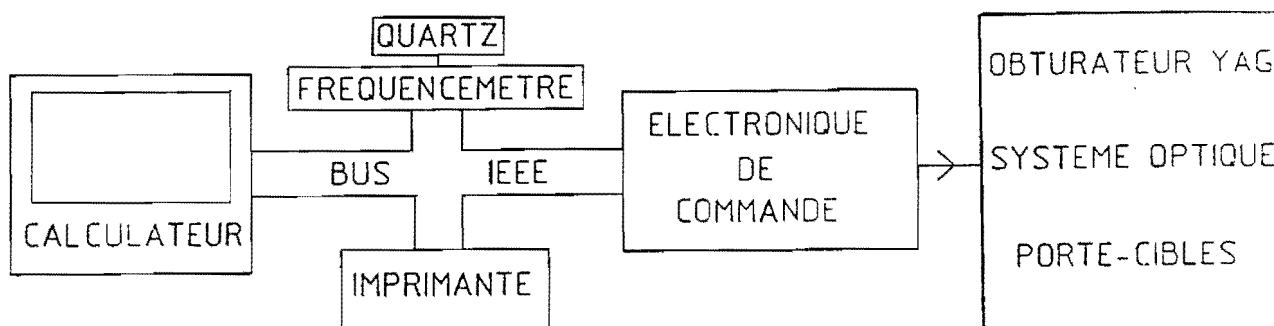 QUARTZ
FREQUENCEMETRE
CALCULATEUR
BUS IEEE
IMPRIMANTE
ELECTRONIQUE
DE
COMMANDE
OBTURATEUR YAG
SYSTEME OPTIQUE
PORTE-CIBLES